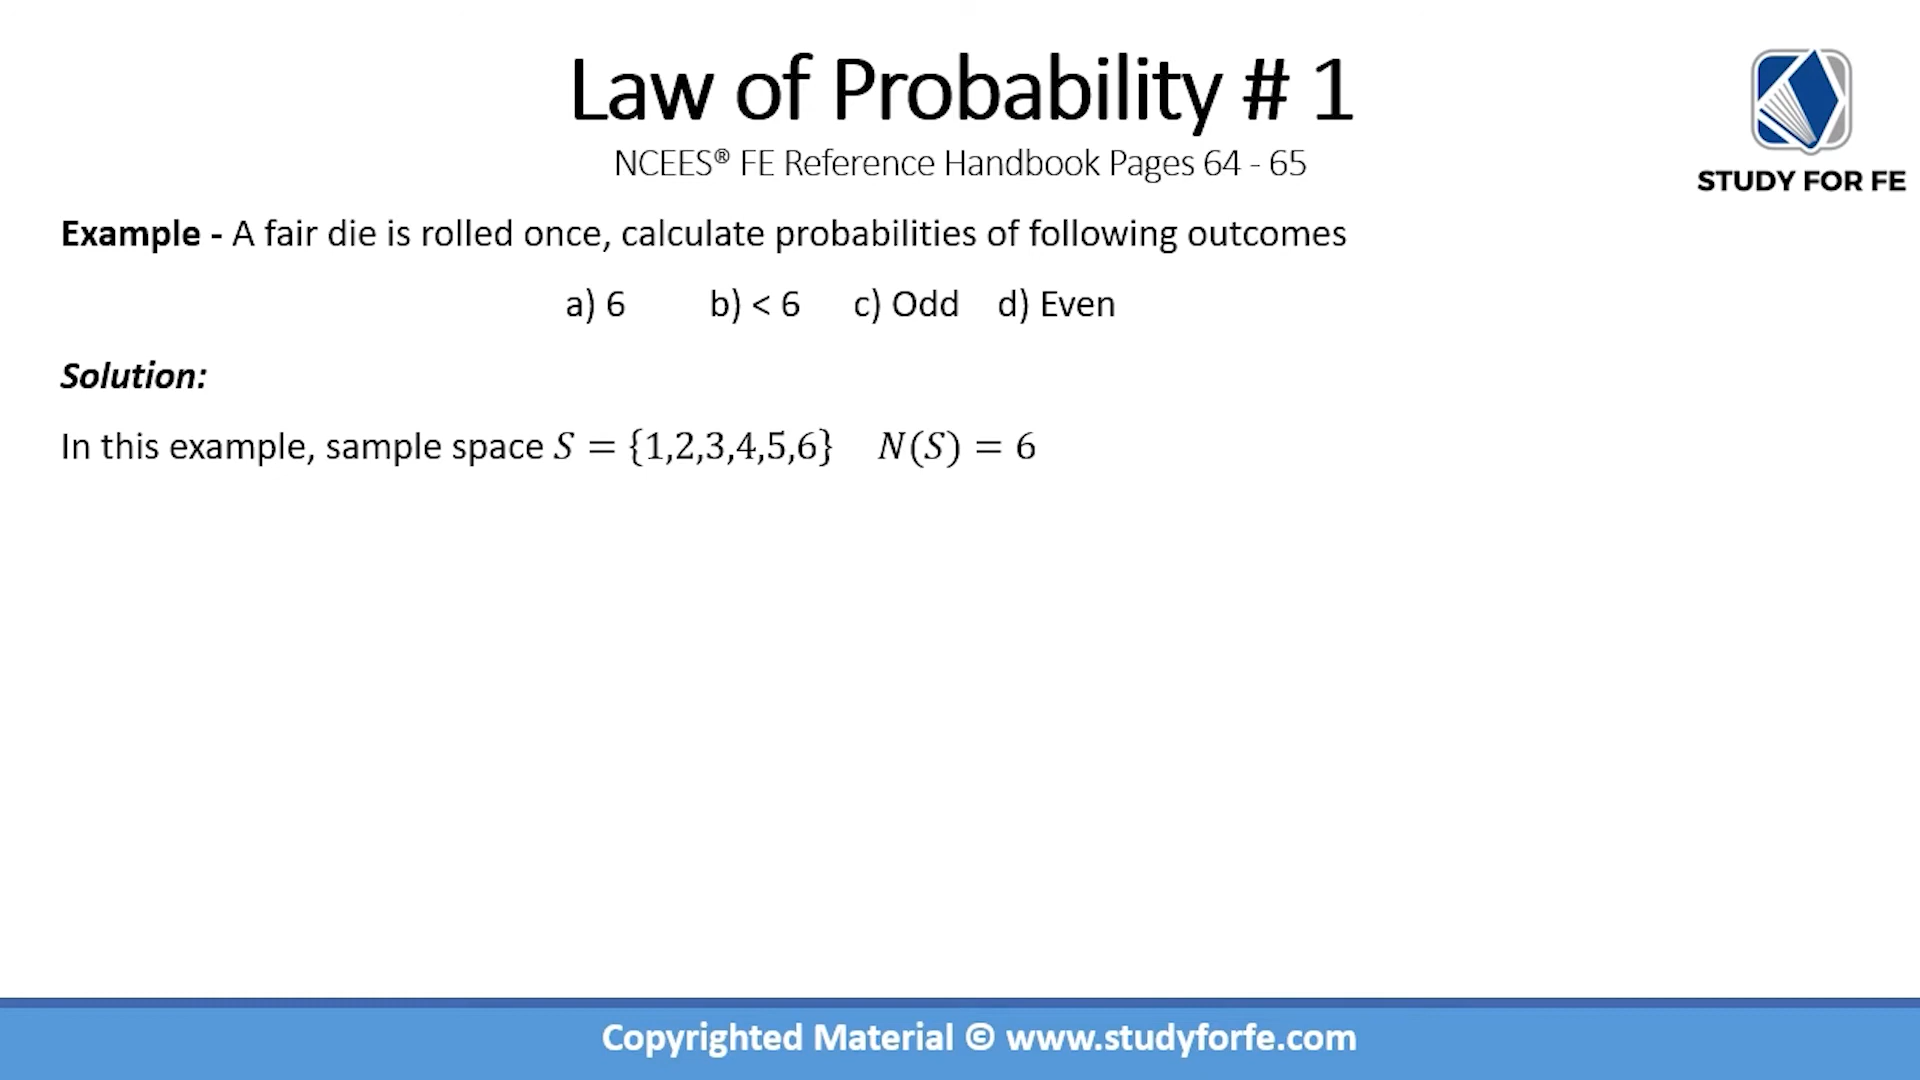 Law of Probability # 1
NCEES® FE Reference Handbook Pages 64 - 65
STUDY FOR FE
Example - A fair die is rolled once, calculate probabilities of following outcomes
a) 6 b) < 6 c) Odd d) Even
Solution:
In this example, sample space S = {1,2,3,4,5,6} N(S) = 6
Copyrighted Material © www.studyforfe.com